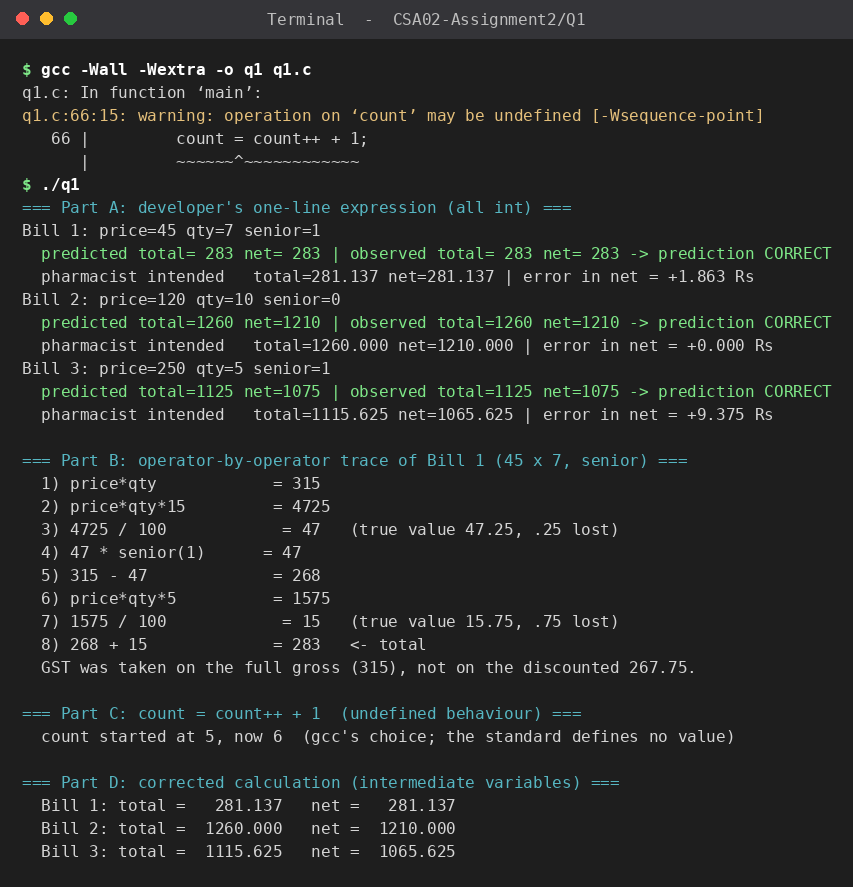 Terminal  -  CSA02-Assignment2/Q1
$ gcc -Wall -Wextra -o q1 q1.c
q1.c: In function ‘main’:
q1.c:66:15: warning: operation on ‘count’ may be undefined [-Wsequence-point]
   66 |         count = count++ + 1;
      |         ~~~~~~^~~~~~~~~~~~~
$ ./q1
=== Part A: developer's one-line expression (all int) ===
Bill 1: price=45 qty=7 senior=1
  predicted total= 283 net= 283 | observed total= 283 net= 283 -> prediction CORRECT
  pharmacist intended   total=281.137 net=281.137 | error in net = +1.863 Rs
Bill 2: price=120 qty=10 senior=0
  predicted total=1260 net=1210 | observed total=1260 net=1210 -> prediction CORRECT
  pharmacist intended   total=1260.000 net=1210.000 | error in net = +0.000 Rs
Bill 3: price=250 qty=5 senior=1
  predicted total=1125 net=1075 | observed total=1125 net=1075 -> prediction CORRECT
  pharmacist intended   total=1115.625 net=1065.625 | error in net = +9.375 Rs
=== Part B: operator-by-operator trace of Bill 1 (45 x 7, senior) ===
  1) price*qty            = 315
  2) price*qty*15         = 4725
  3) 4725 / 100            = 47   (true value 47.25, .25 lost)
  4) 47 * senior(1)      = 47
  5) 315 - 47             = 268
  6) price*qty*5          = 1575
  7) 1575 / 100            = 15   (true value 15.75, .75 lost)
  8) 268 + 15             = 283   <- total
  GST was taken on the full gross (315), not on the discounted 267.75.
=== Part C: count = count++ + 1  (undefined behaviour) ===
  count started at 5, now 6  (gcc's choice; the standard defines no value)
=== Part D: corrected calculation (intermediate variables) ===
  Bill 1: total =   281.137   net =   281.137
  Bill 2: total =  1260.000   net =  1210.000
  Bill 3: total =  1115.625   net =  1065.625